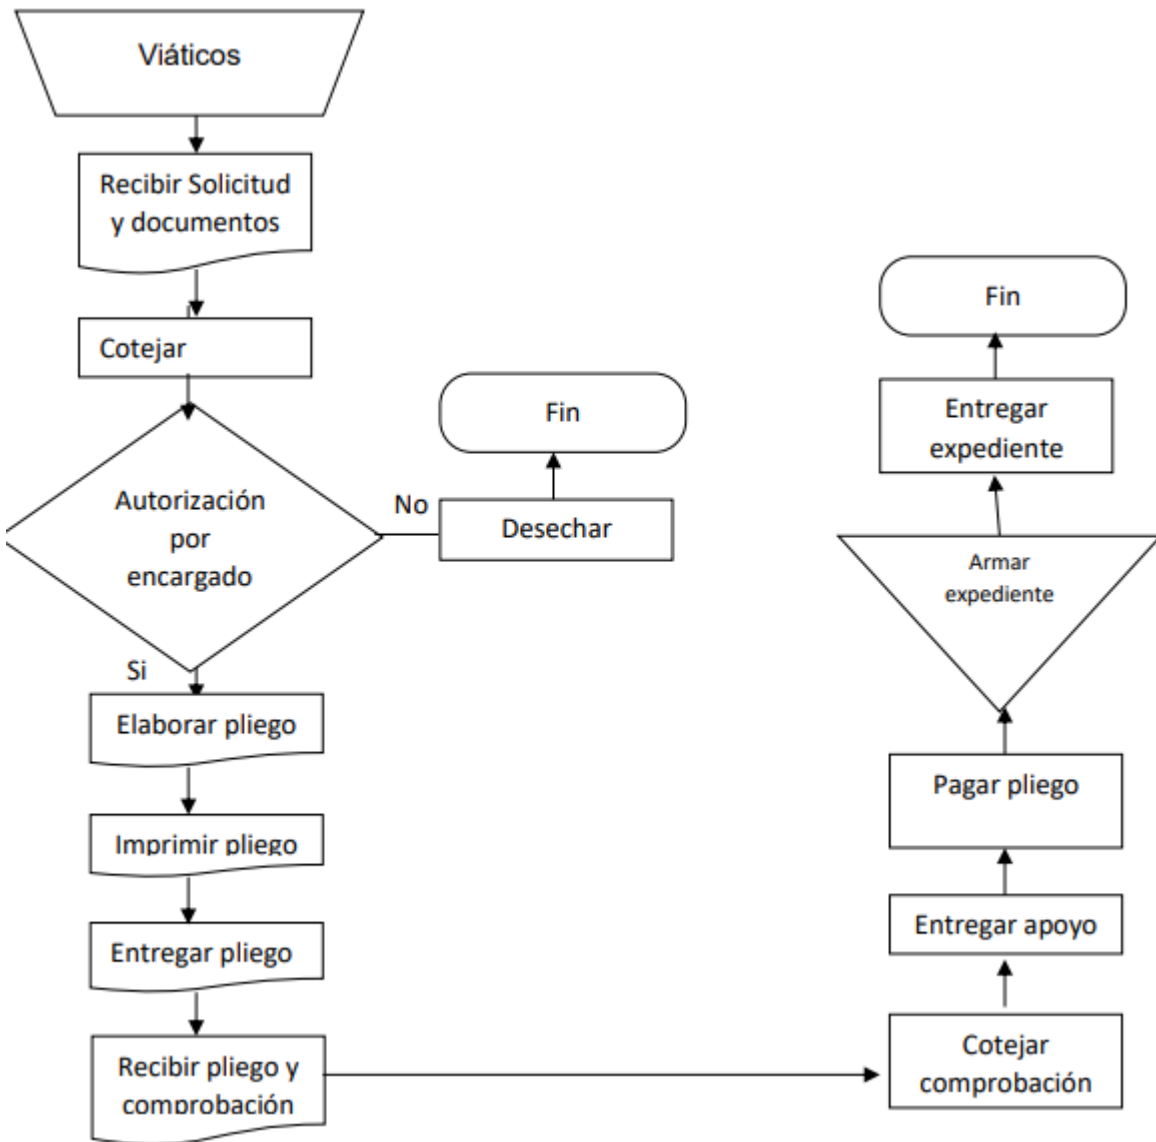 Viáticos
Recibir Solicitud
y documentos
Cotejar
Autorización
por
encargado
No
Desechar
Fin
Si
Elaborar pliego
Imprimir pliego
Entregar pliego
Recibir pliego y
comprobación
Cotejar
comprobación
Entregar apoyo
Pagar pliego
Armar
expediente
Entregar
expediente
Fin